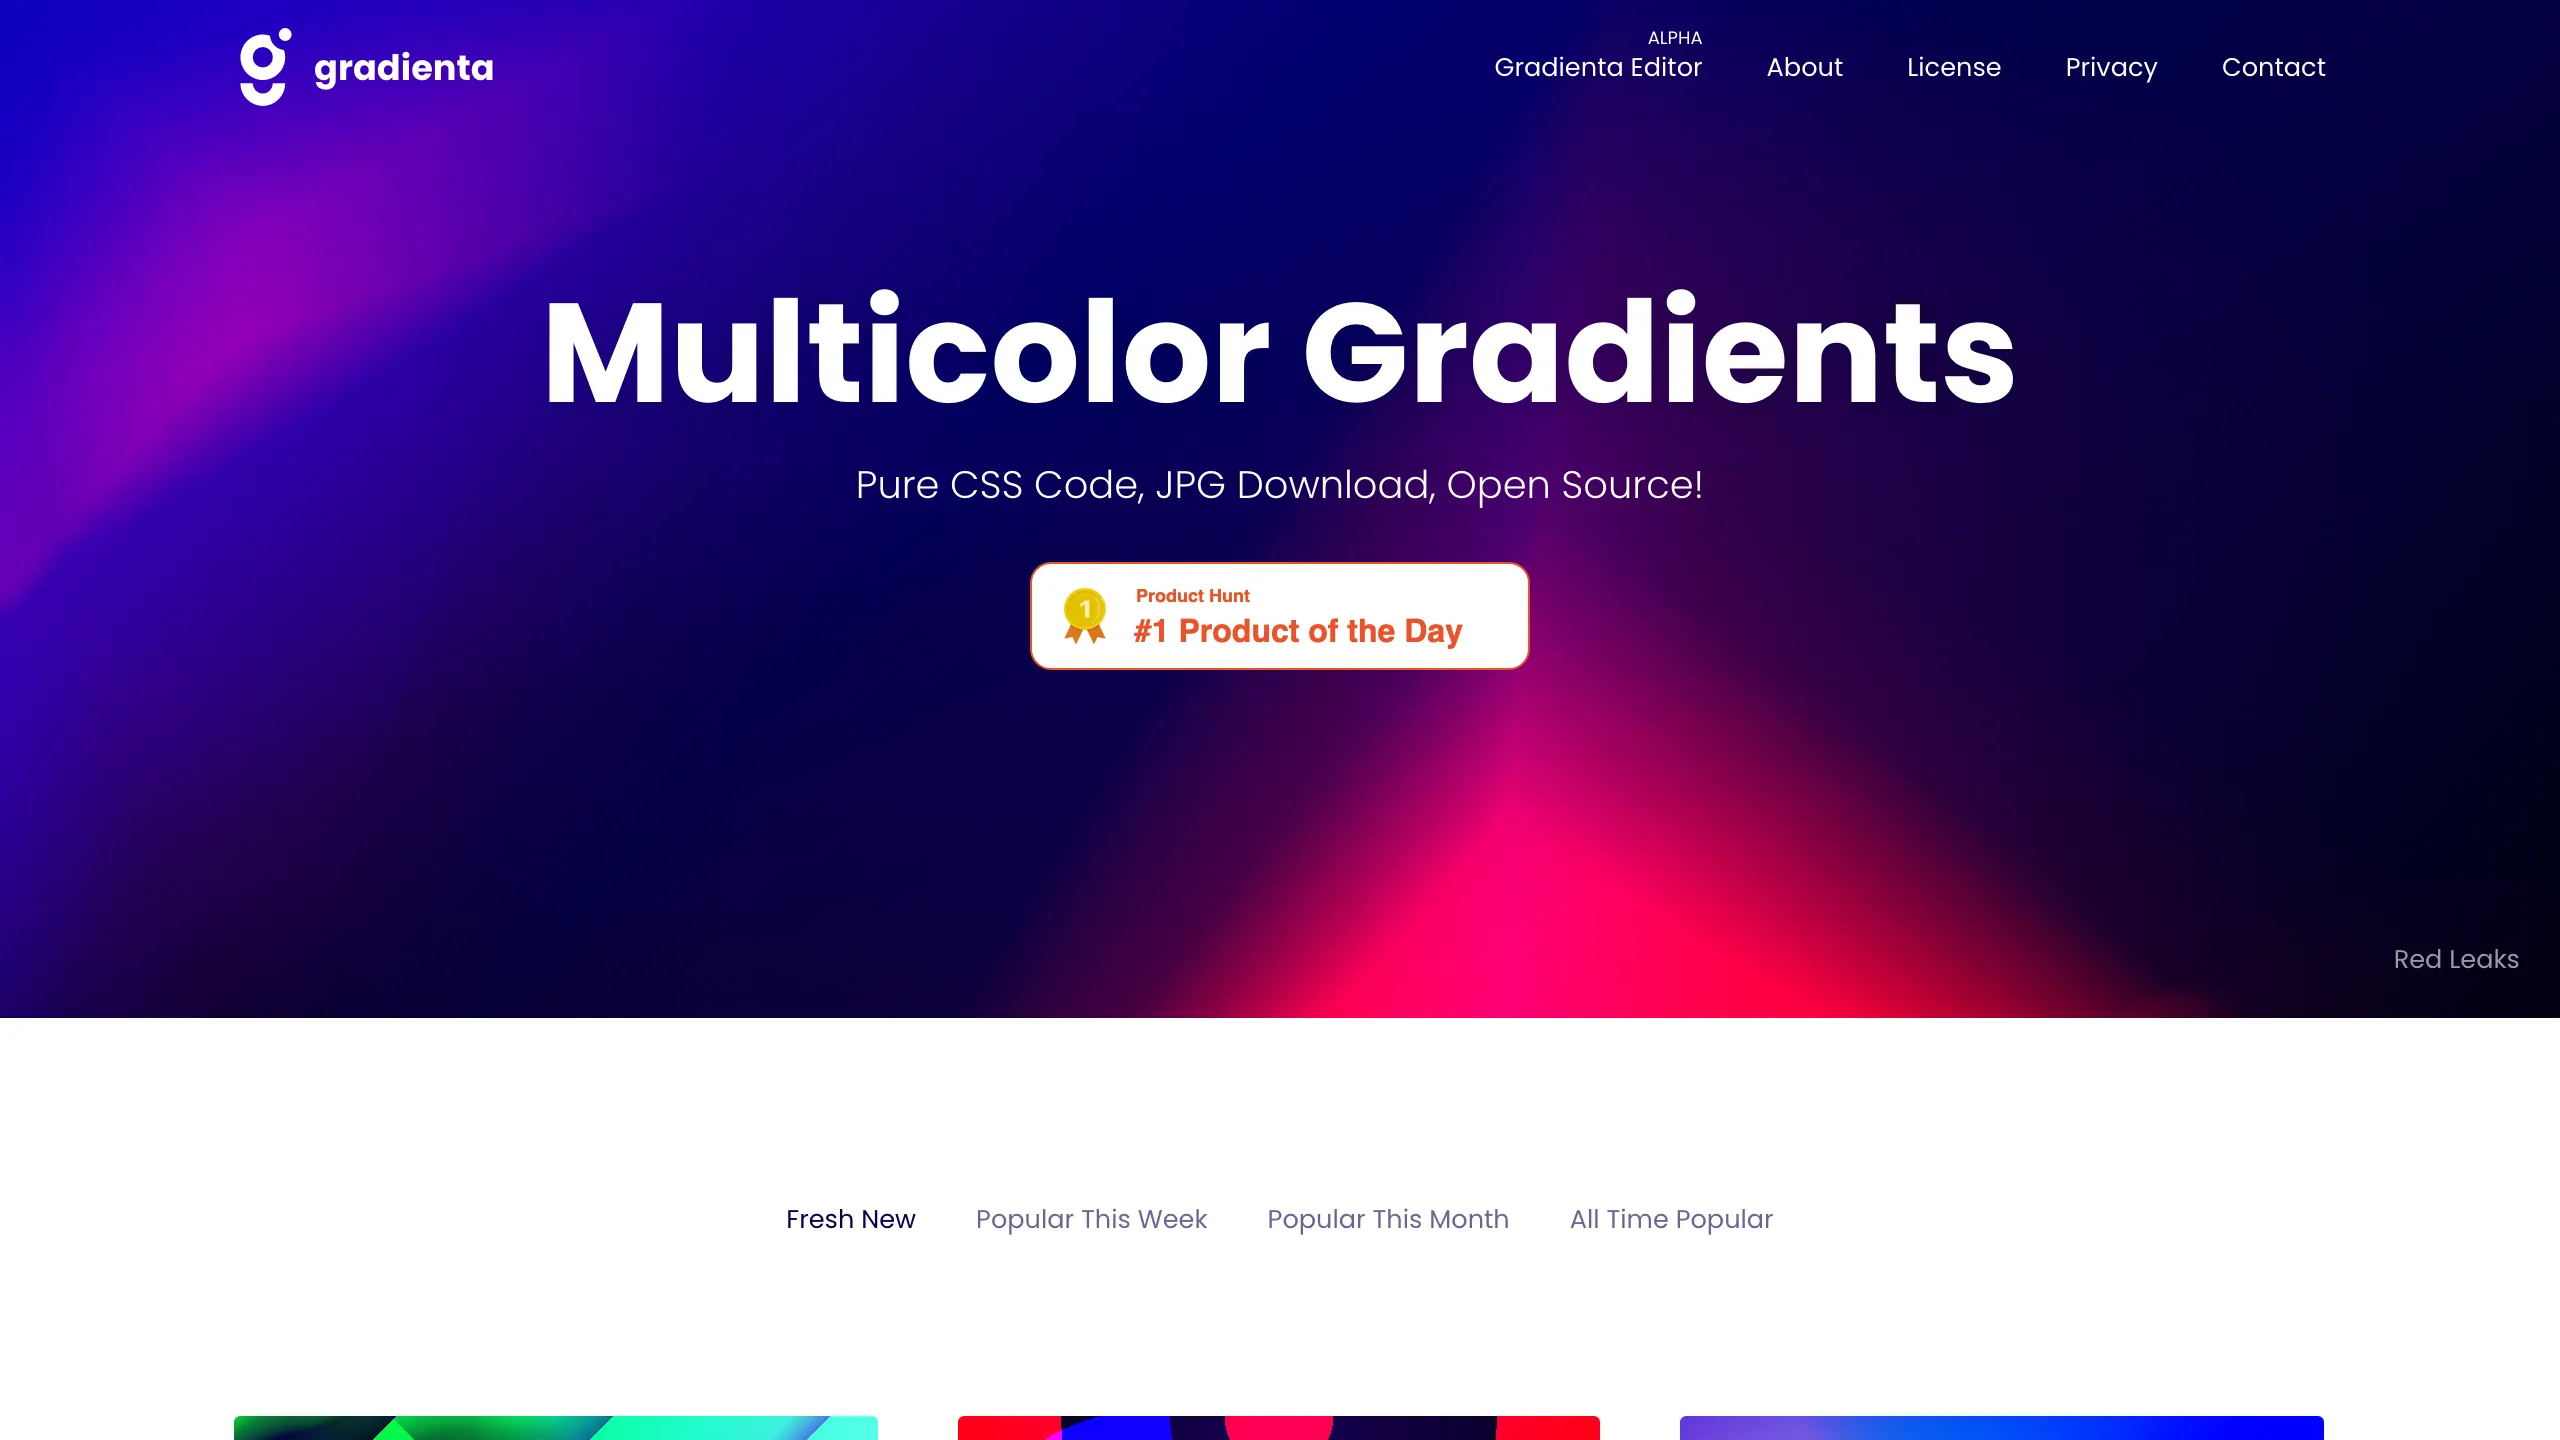 gradienta
ALPHA
Gradienta Editor
About
License
Privacy
Contact
Multicolor Gradients
Pure CSS Code, JPG Download, Open Source!
1
Product Hunt
#1 Product of the Day
Red Leaks
Fresh New
Popular This Week
Popular This Month
All Time Popular